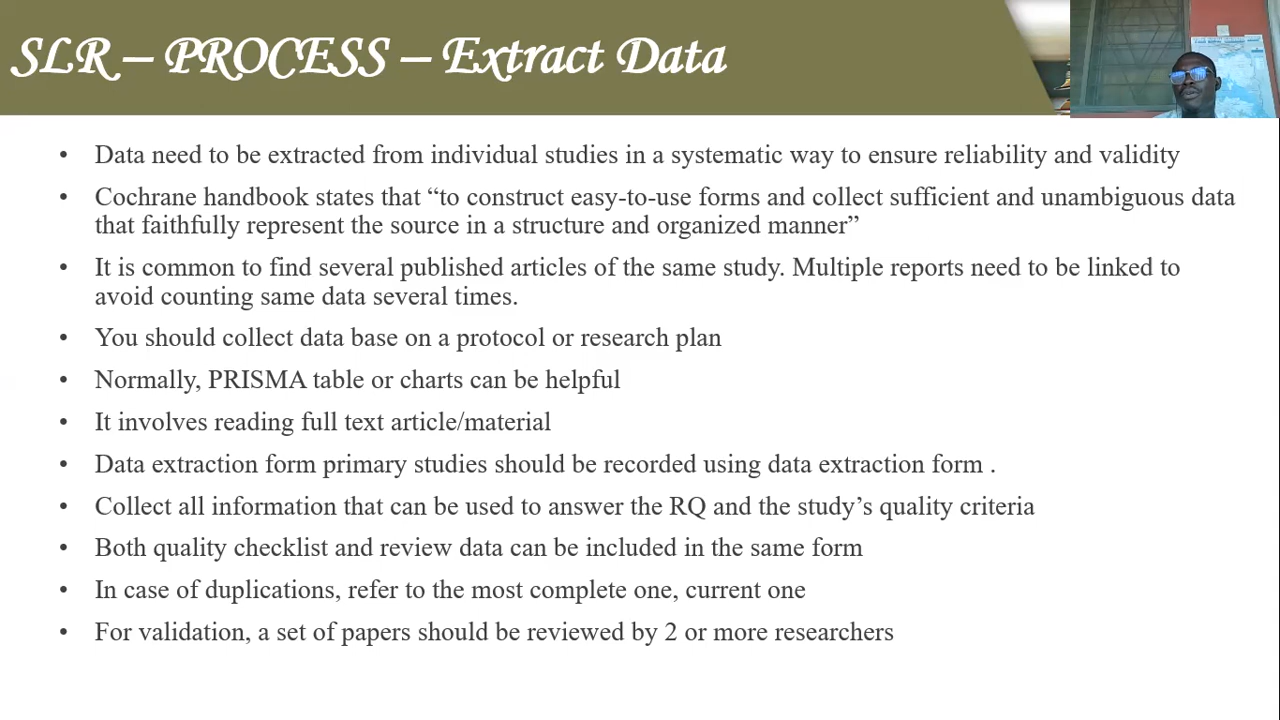 SLR – PROCESS – Extract Data
• Data need to be extracted from individual studies in a systematic way to ensure reliability and validity
• Cochrane handbook states that “to construct easy-to-use forms and collect sufficient and unambiguous data
that faithfully represent the source in a structure and organized manner”
• It is common to find several published articles of the same study. Multiple reports need to be linked to
avoid counting same data several times.
• You should collect data base on a protocol or research plan
• Normally, PRISMA table or charts can be helpful
• It involves reading full text article/material
• Data extraction form primary studies should be recorded using data extraction form .
• Collect all information that can be used to answer the RQ and the study’s quality criteria
• Both quality checklist and review data can be included in the same form
• In case of duplications, refer to the most complete one, current one
• For validation, a set of papers should be reviewed by 2 or more researchers